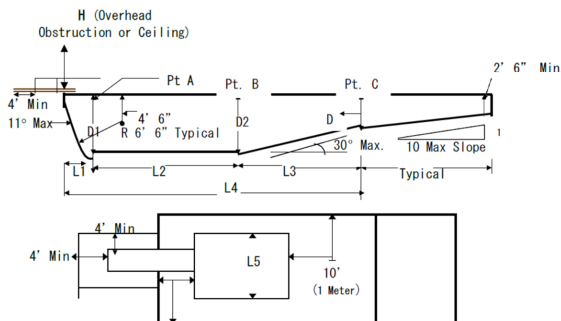 H (Overhead
Obstruction or Ceiling)
Pt A
Pt. B
Pt. C
2’ 6” Min
4’ Min
11° Max
D1
4’ 6”
R 6’ 6” Typical
D2
D
30° Max.
1
10 Max Slope
L1
L2
L3
Typical
L4
4’ Min
4’ Min
L5
10’
(1 Meter)